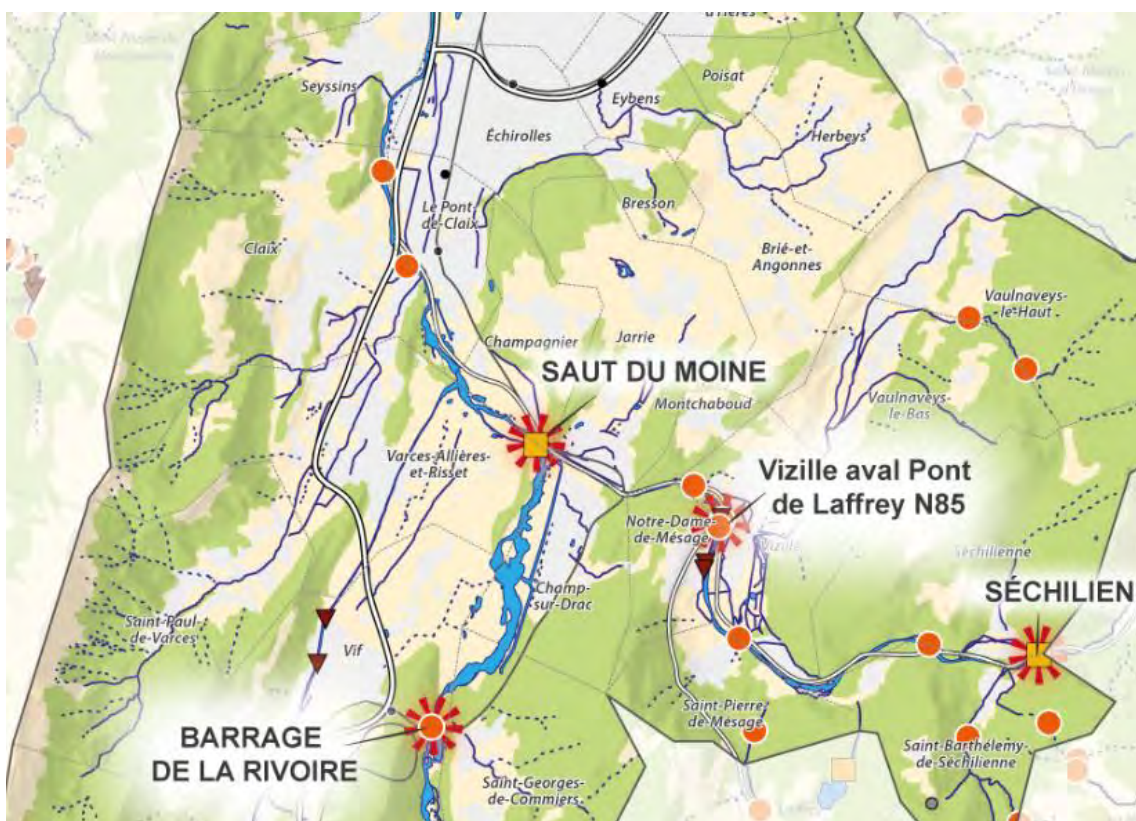 d'Hères
Seyssins
Poisat
Eybens
Échirolles
Herbeys
Le Pont-
de-Claix
Bresson
Claix
Brié-et-
Angonnes
Vaulnaveys-
le-Haut
Champagnier
Jarrie
SAUT DU MOINE
Montchaboud
Vaulnaveys-
le-Bas
Varces-Allières-
et-Risset
Vizille aval Pont
de Laffrey N85
Notre-Dame-
de-Mésage
Vizille
Séchilienne
SÉCHILIEN
Champ-
sur-Drac
Saint-Paul-
de-Varces
Vif
Saint-Pierre-
de-Mésage
BARRAGE
DE LA RIVOIRE
Saint-Barthélemy-
de-Séchilienne
Saint-Georges-
de-Commiers